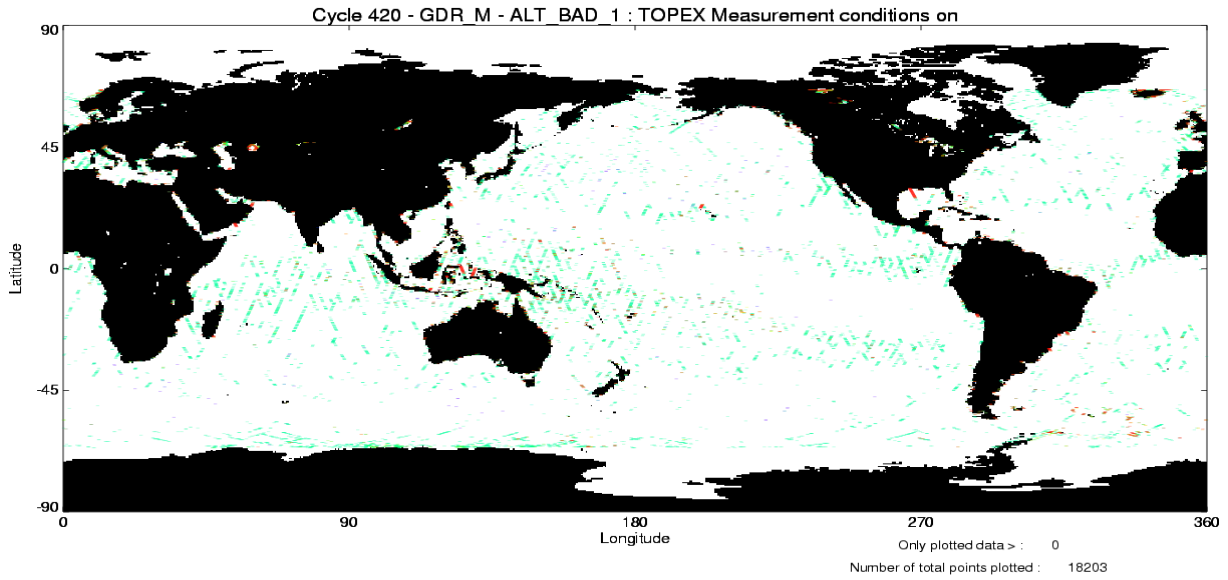 Cycle 420 - GDR_M - ALT_BAD_1 : TOPEX Measurement conditions on
90
45
0
-45
-90
Latitude
0 90 180 270 360
Longitude
Only plotted data > : 0
Number of total points plotted : 18203